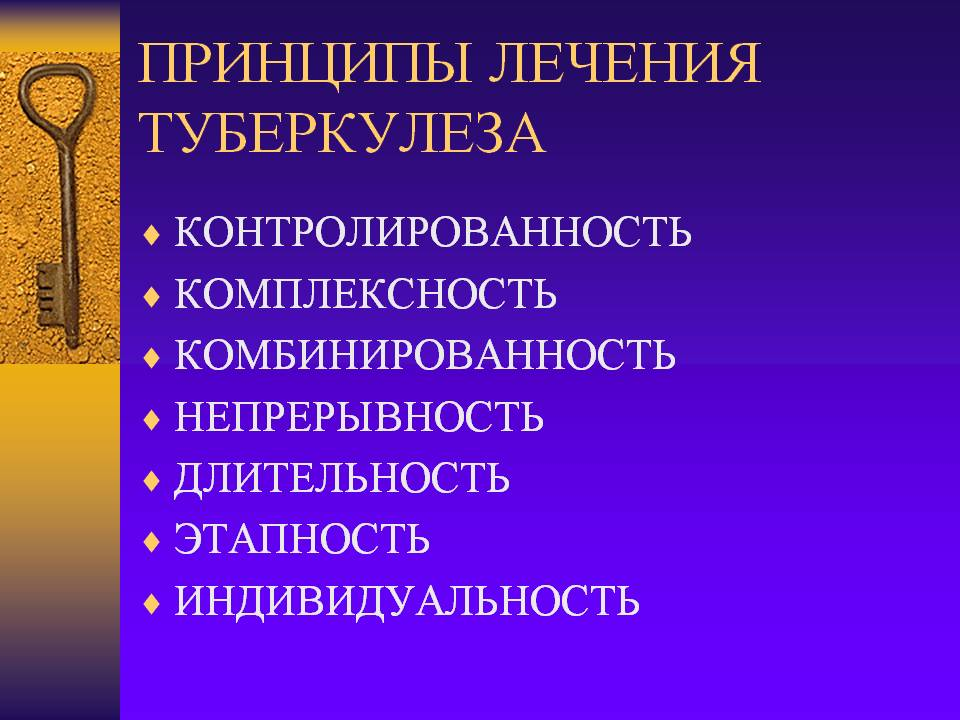 ПРИНЦИПЫ ЛЕЧЕНИЯ
ТУБЕРКУЛЕЗА
КОНТРОЛИРОВАННОСТЬ
КОМПЛЕКСНОСТЬ
КОМБИНИРОВАННОСТЬ
НЕПРЕРЫВНОСТЬ
ДЛИТЕЛЬНОСТЬ
ЭТАПНОСТЬ
ИНДИВИДУАЛЬНОСТЬ